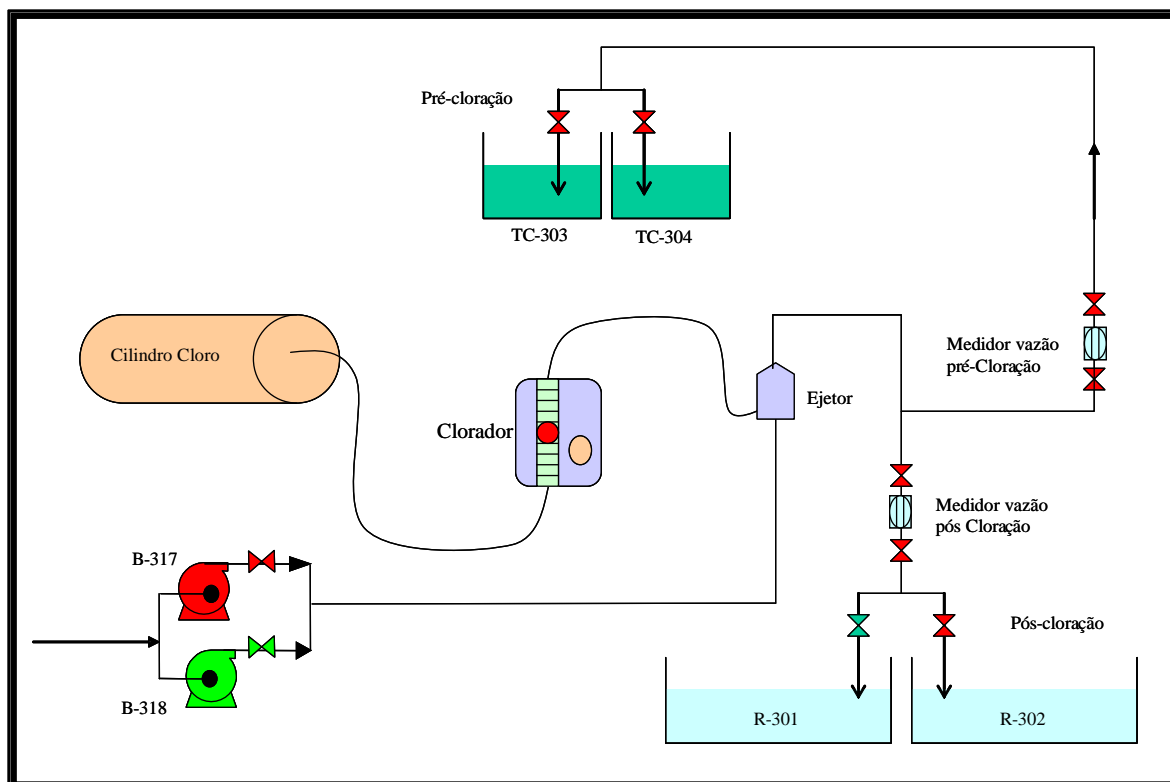 Pré-cloração
TC-303
TC-304
Cilindro Cloro
Clorador
Ejetor
Medidor vazão
pré-Cloração
Medidor vazão
pós Cloração
B-317
B-318
Pós-cloração
R-301
R-302